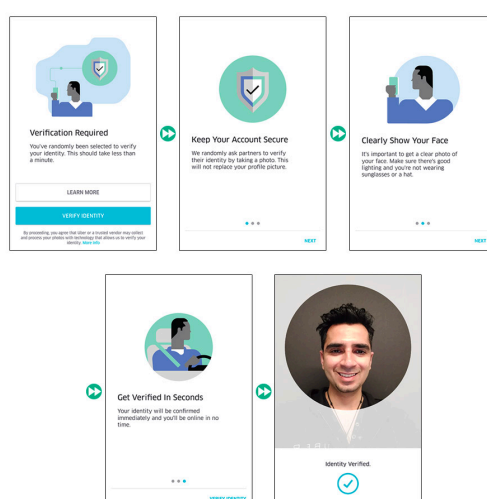 Verification Required
You've randomly been selected to verify
your identity. This should take less than
a minute.
LEARN MORE
VERIFY IDENTITY
By proceeding, you agree that Uber or a trusted vendor may collect
and process your photos with technology that allows us to verify your
identity. More info
Keep Your Account Secure
We randomly ask partners to verify
their identity by taking a photo. This
will not replace your profile picture.
NEXT
Clearly Show Your Face
It's important to get a clear photo of
your face. Make sure there's good
lighting and you're not wearing
sunglasses or a hat.
NEXT
Get Verified In Seconds
Your identity will be confirmed
immediately and you'll be online in no
time.
VERIFY IDENTITY
Identity Verified.